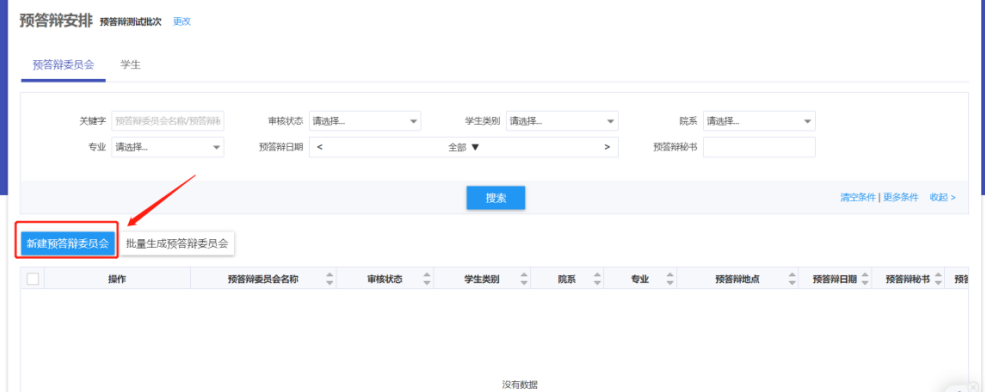 预答辩安排 预答辩测试批次 更改
预答辩委员会 学生
关键字 预答辩委员会名称/预答辩 审核状态 请选择... 学生类别 请选择... 院系 请选择...
专业 请选择... 预答辩日期 < 全部 ▼ > 预答辩秘书
搜索 清空条件 | 更多条件 收起 >
新建预答辩委员会 批量生成预答辩委员会
操作 预答辩委员会名称 审核状态 学生类别 院系 专业 预答辩地点 预答辩日期 预答辩秘书 预答
没有数据